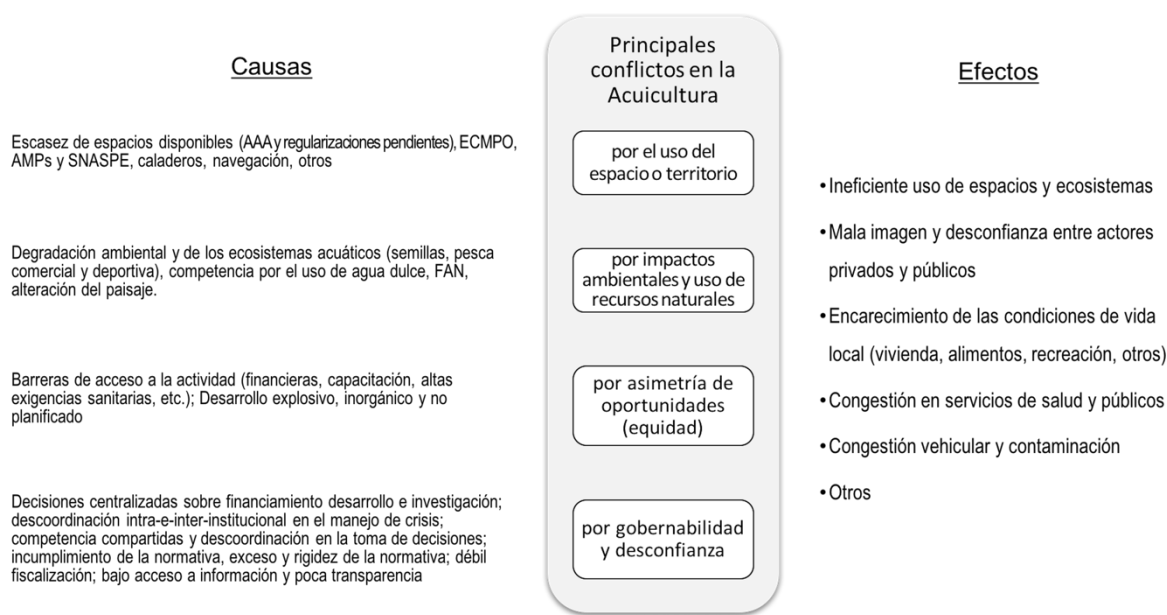 Causas
Escasez de espacios disponibles (AAA y regularizaciones pendientes), ECMPO,
AMPs y SNASPE, caladeros, navegación, otros
Degradación ambiental y de los ecosistemas acuáticos (semillas, pesca
comercial y deportiva), competencia por el uso de agua dulce, FAN,
alteración del paisaje.
Barreras de acceso a la actividad (financieras, capacitación, altas
exigencias sanitarias, etc.); Desarrollo explosivo, inorgánico y no
planificado
Decisiones centralizadas sobre financiamiento desarrollo e investigación;
descoordinación intra-e-inter-institucional en el manejo de crisis;
competencia compartidas y descoordinación en la toma de decisiones;
incumplimiento de la normativa, exceso y rigidez de la normativa; débil
fiscalización; bajo acceso a información y poca transparencia
Principales
conflictos en la
Acuicultura
por el uso del
espacio o territorio
por impactos
ambientales y uso de
recursos naturales
por asimetría de
oportunidades
(equidad)
por gobernabilidad
y desconfianza
Efectos
• Ineficiente uso de espacios y ecosistemas
• Mala imagen y desconfianza entre actores
privados y públicos
• Encarecimiento de las condiciones de vida
local (vivienda, alimentos, recreación, otros)
• Congestión en servicios de salud y públicos
• Congestión vehicular y contaminación
• Otros